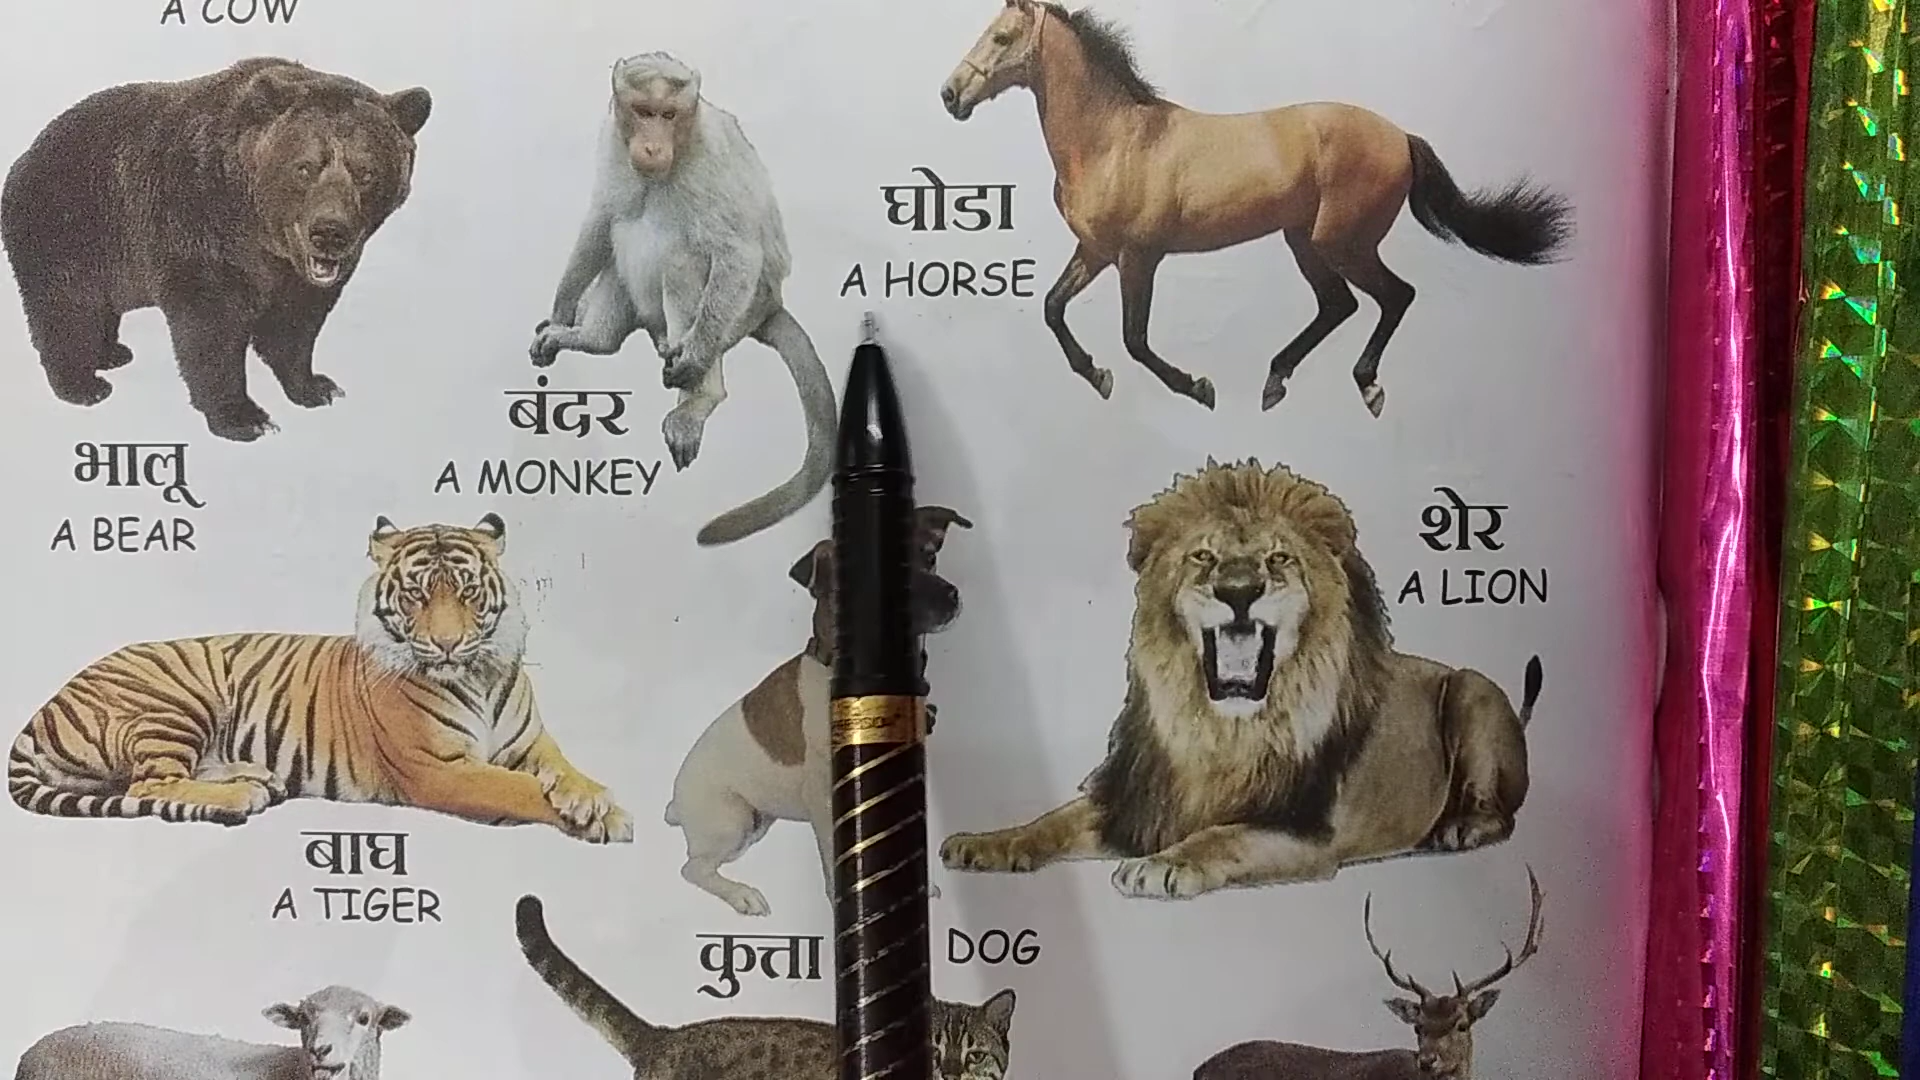 A COW
घोडा
A HORSE
बंदर
A MONKEY
भालू
A BEAR
शेर
A LION
बाघ
A TIGER
कुत्ता
DOG